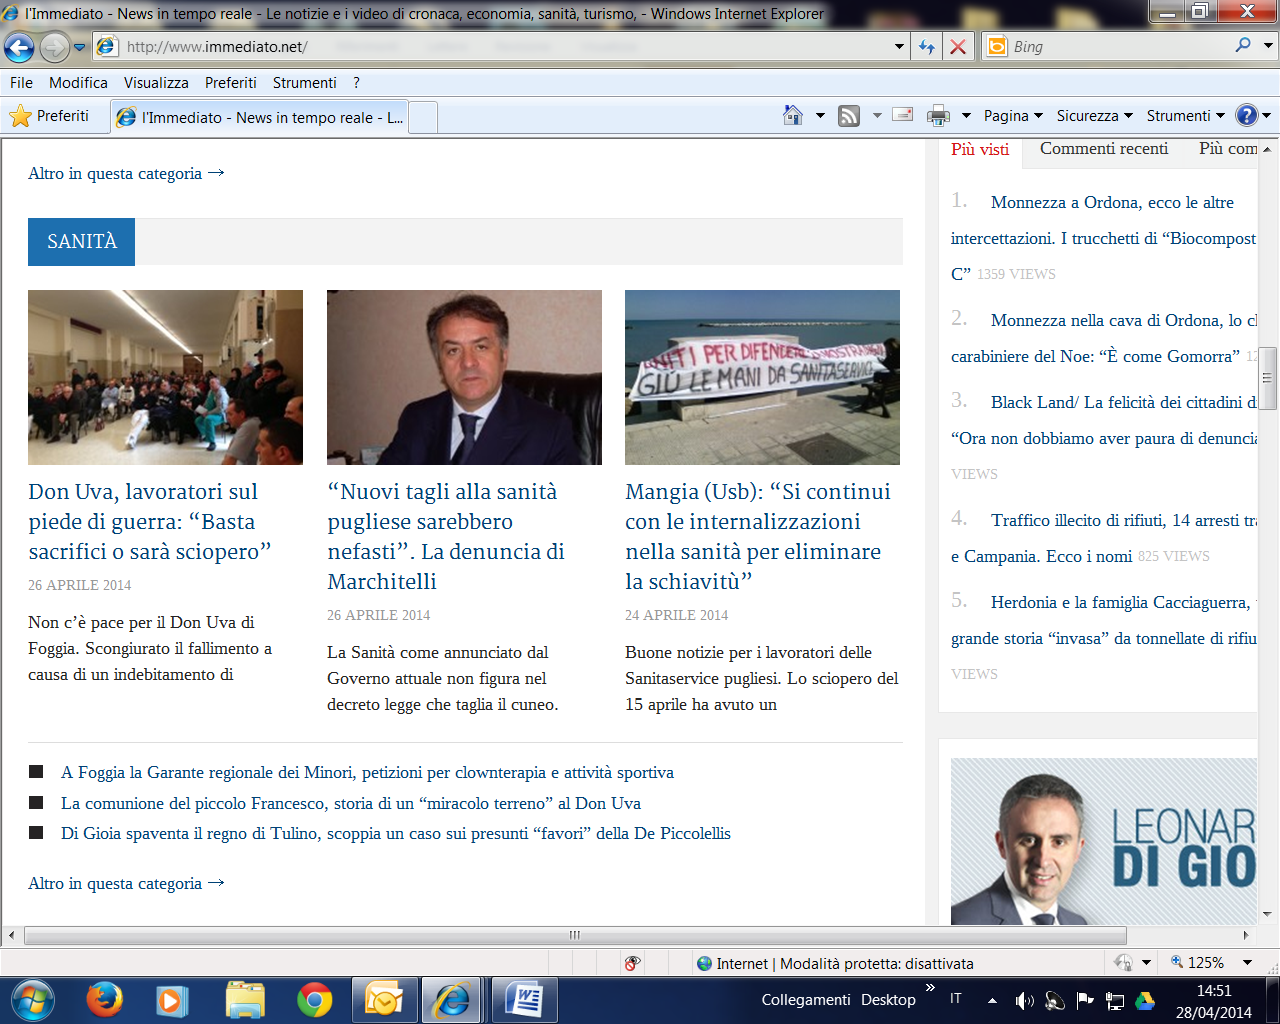 l'Immediato - News in tempo reale - Le notizie e i video di cronaca, economia, sanità, turismo, - Windows Internet Explorer
http://www.immediato.net/
Bing
File Modifica Visualizza Preferiti Strumenti ?
Preferiti
l'Immediato - News in tempo reale - L...
Pagina Sicurezza Strumenti
Altro in questa categoria →
SANITÀ
UNITI PER DIFENDERE
GIÙ LE MANI DA SANITASERVICE
Don Uva, lavoratori sul
piede di guerra: “Basta
sacrifici o sarà sciopero”
26 APRILE 2014
Non c’è pace per il Don Uva di
Foggia. Scongiurato il fallimento a
causa di un indebitamento di
“Nuovi tagli alla sanità
pugliese sarebbero
nefasti”. La denuncia di
Marchitelli
26 APRILE 2014
La Sanità come annunciato dal
Governo attuale non figura nel
decreto legge che taglia il cuneo.
Mangia (Usb): “Si continui
con le internalizzazioni
nella sanità per eliminare
la schiavitù”
24 APRILE 2014
Buone notizie per i lavoratori delle
Sanitaservice pugliesi. Lo sciopero del
15 aprile ha avuto un
A Foggia la Garante regionale dei Minori, petizioni per clownterapia e attività sportiva
La comunione del piccolo Francesco, storia di un “miracolo terreno” al Don Uva
Di Gioia spaventa il regno di Tulino, scoppia un caso sui presunti “favori” della De Piccolellis
Altro in questa categoria →
Più visti Commenti recenti Più com
1. Monnezza a Ordona, ecco le altre
intercettazioni. I trucchetti di “Biocompost
C” 1359 VIEWS
2. Monnezza nella cava di Ordona, lo
carabiniere del Noe: “È come Gomorra”
3. Black Land/ La felicità dei cittadini
“Ora non dobbiamo aver paura di denuncia
VIEWS
4. Traffico illecito di rifiuti, 14 arresti
e Campania. Ecco i nomi 825 VIEWS
5. Herdonia e la famiglia Cacciaguerra,
grande storia “invasa” da tonnellate di rifiu
VIEWS
LEONAR
DI GIO
Internet | Modalità protetta: disattivata
125%
Collegamenti Desktop » IT
14:51
28/04/2014